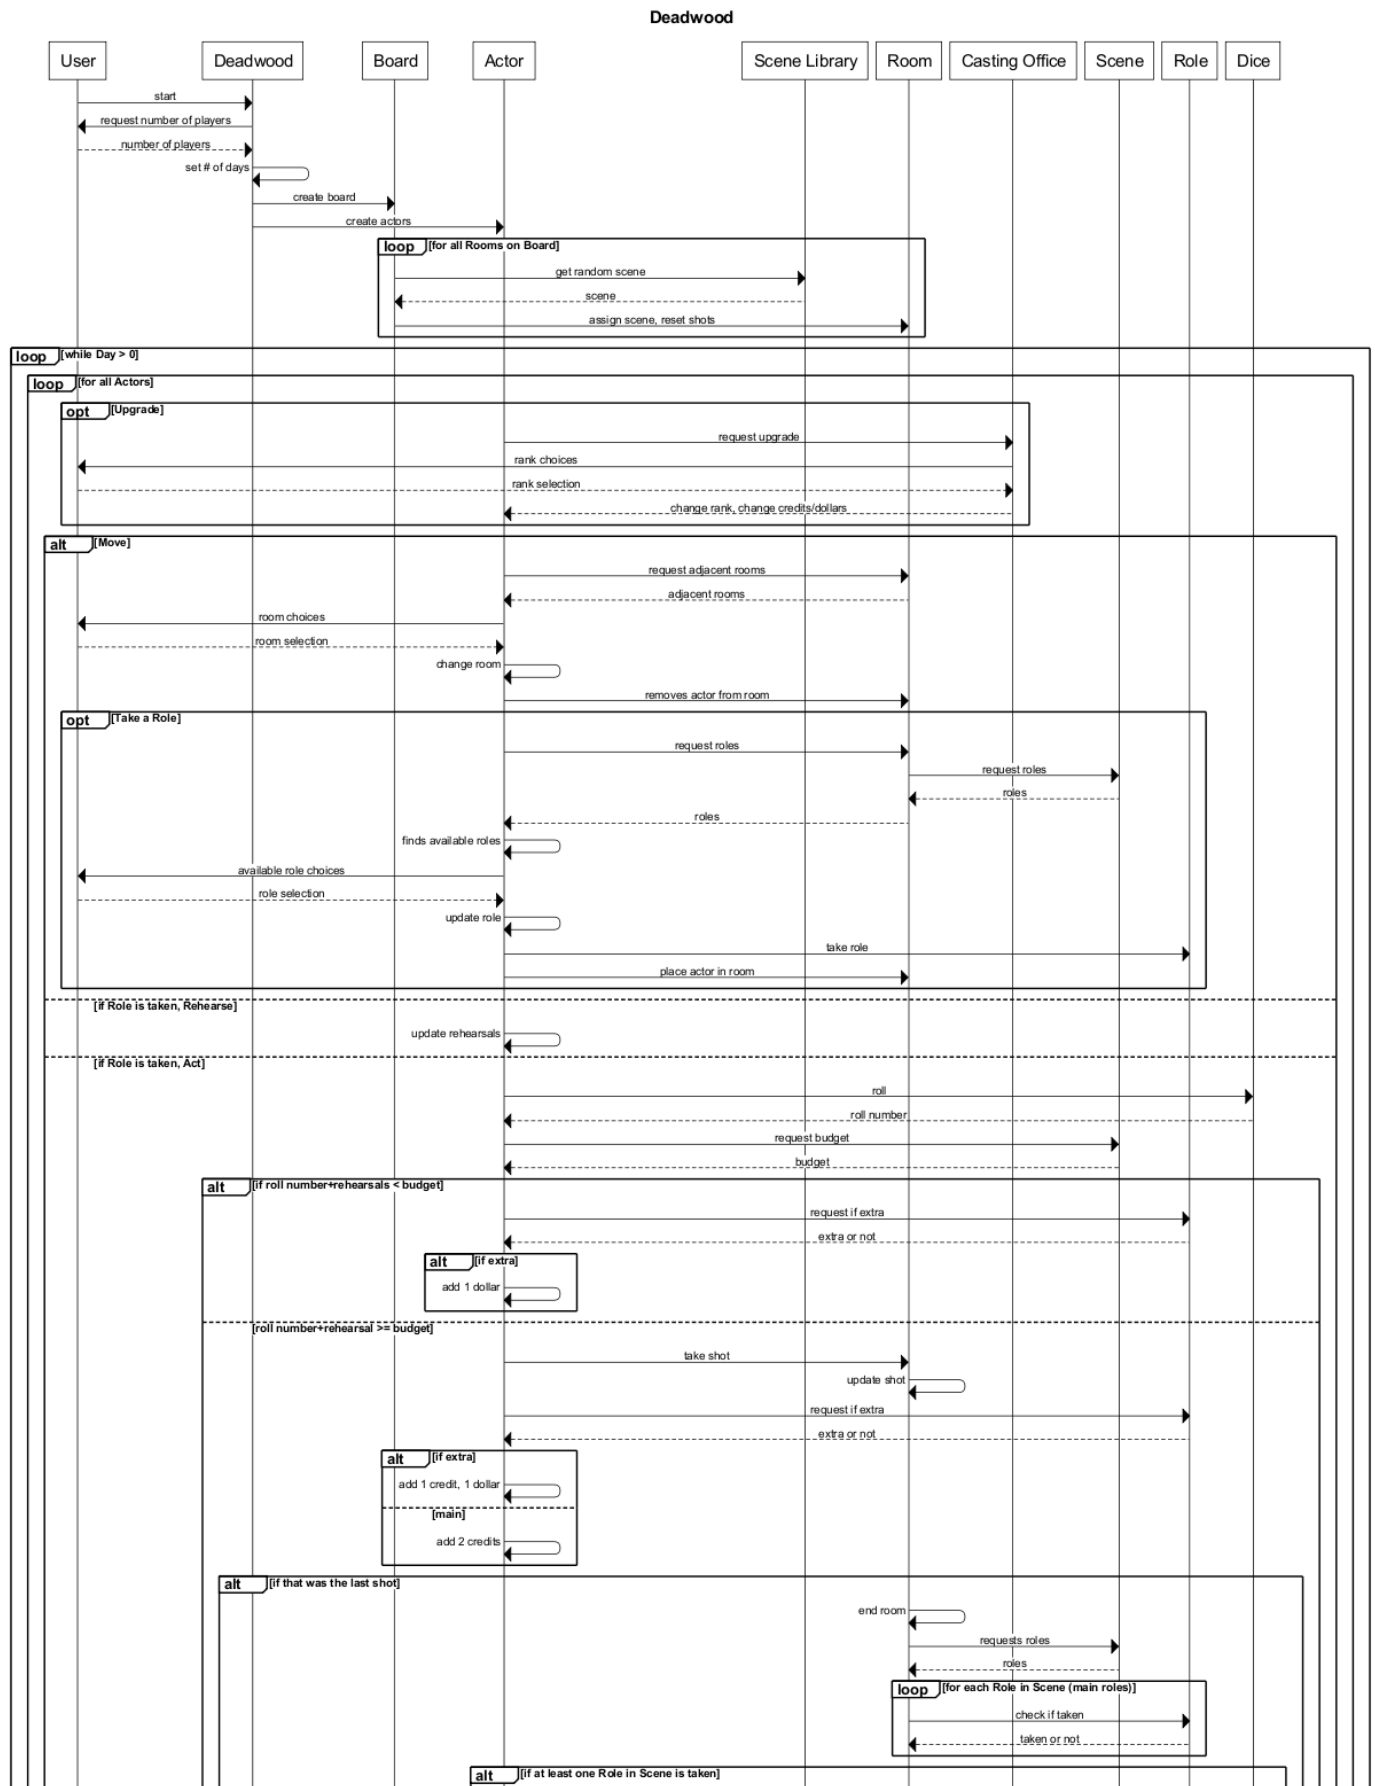 Deadwood
User Deadwood Board Actor Scene Library Room Casting Office Scene Role Dice
start
request number of players
number of players
set # of days
create board
create actors
loop [for all Rooms on Board]
get random scene
scene
assign scene, reset shots
loop [while Day > 0]
loop [for all Actors]
opt [Upgrade]
request upgrade
rank choices
rank selection
change rank, change credits/dollars
alt [Move]
request adjacent rooms
adjacent rooms
room choices
room selection
change room
removes actor from room
opt [Take a Role]
request roles
request roles
roles
roles
finds available roles
available role choices
role selection
update role
take role
place actor in room
[if Role is taken, Rehearse]
update rehearsals
[if Role is taken, Act]
roll
roll number
request budget
budget
alt [if roll number+rehearsals < budget]
request if extra
extra or not
alt [if extra]
add 1 dollar
[roll number+rehearsal >= budget]
take shot
update shot
request if extra
extra or not
alt [if extra]
add 1 credit, 1 dollar
[main]
add 2 credits
alt [if that was the last shot]
end room
requests roles
roles
loop [for each Role in Scene (main roles)]
check if taken
taken or not
alt [if at least one Role in Scene is taken]